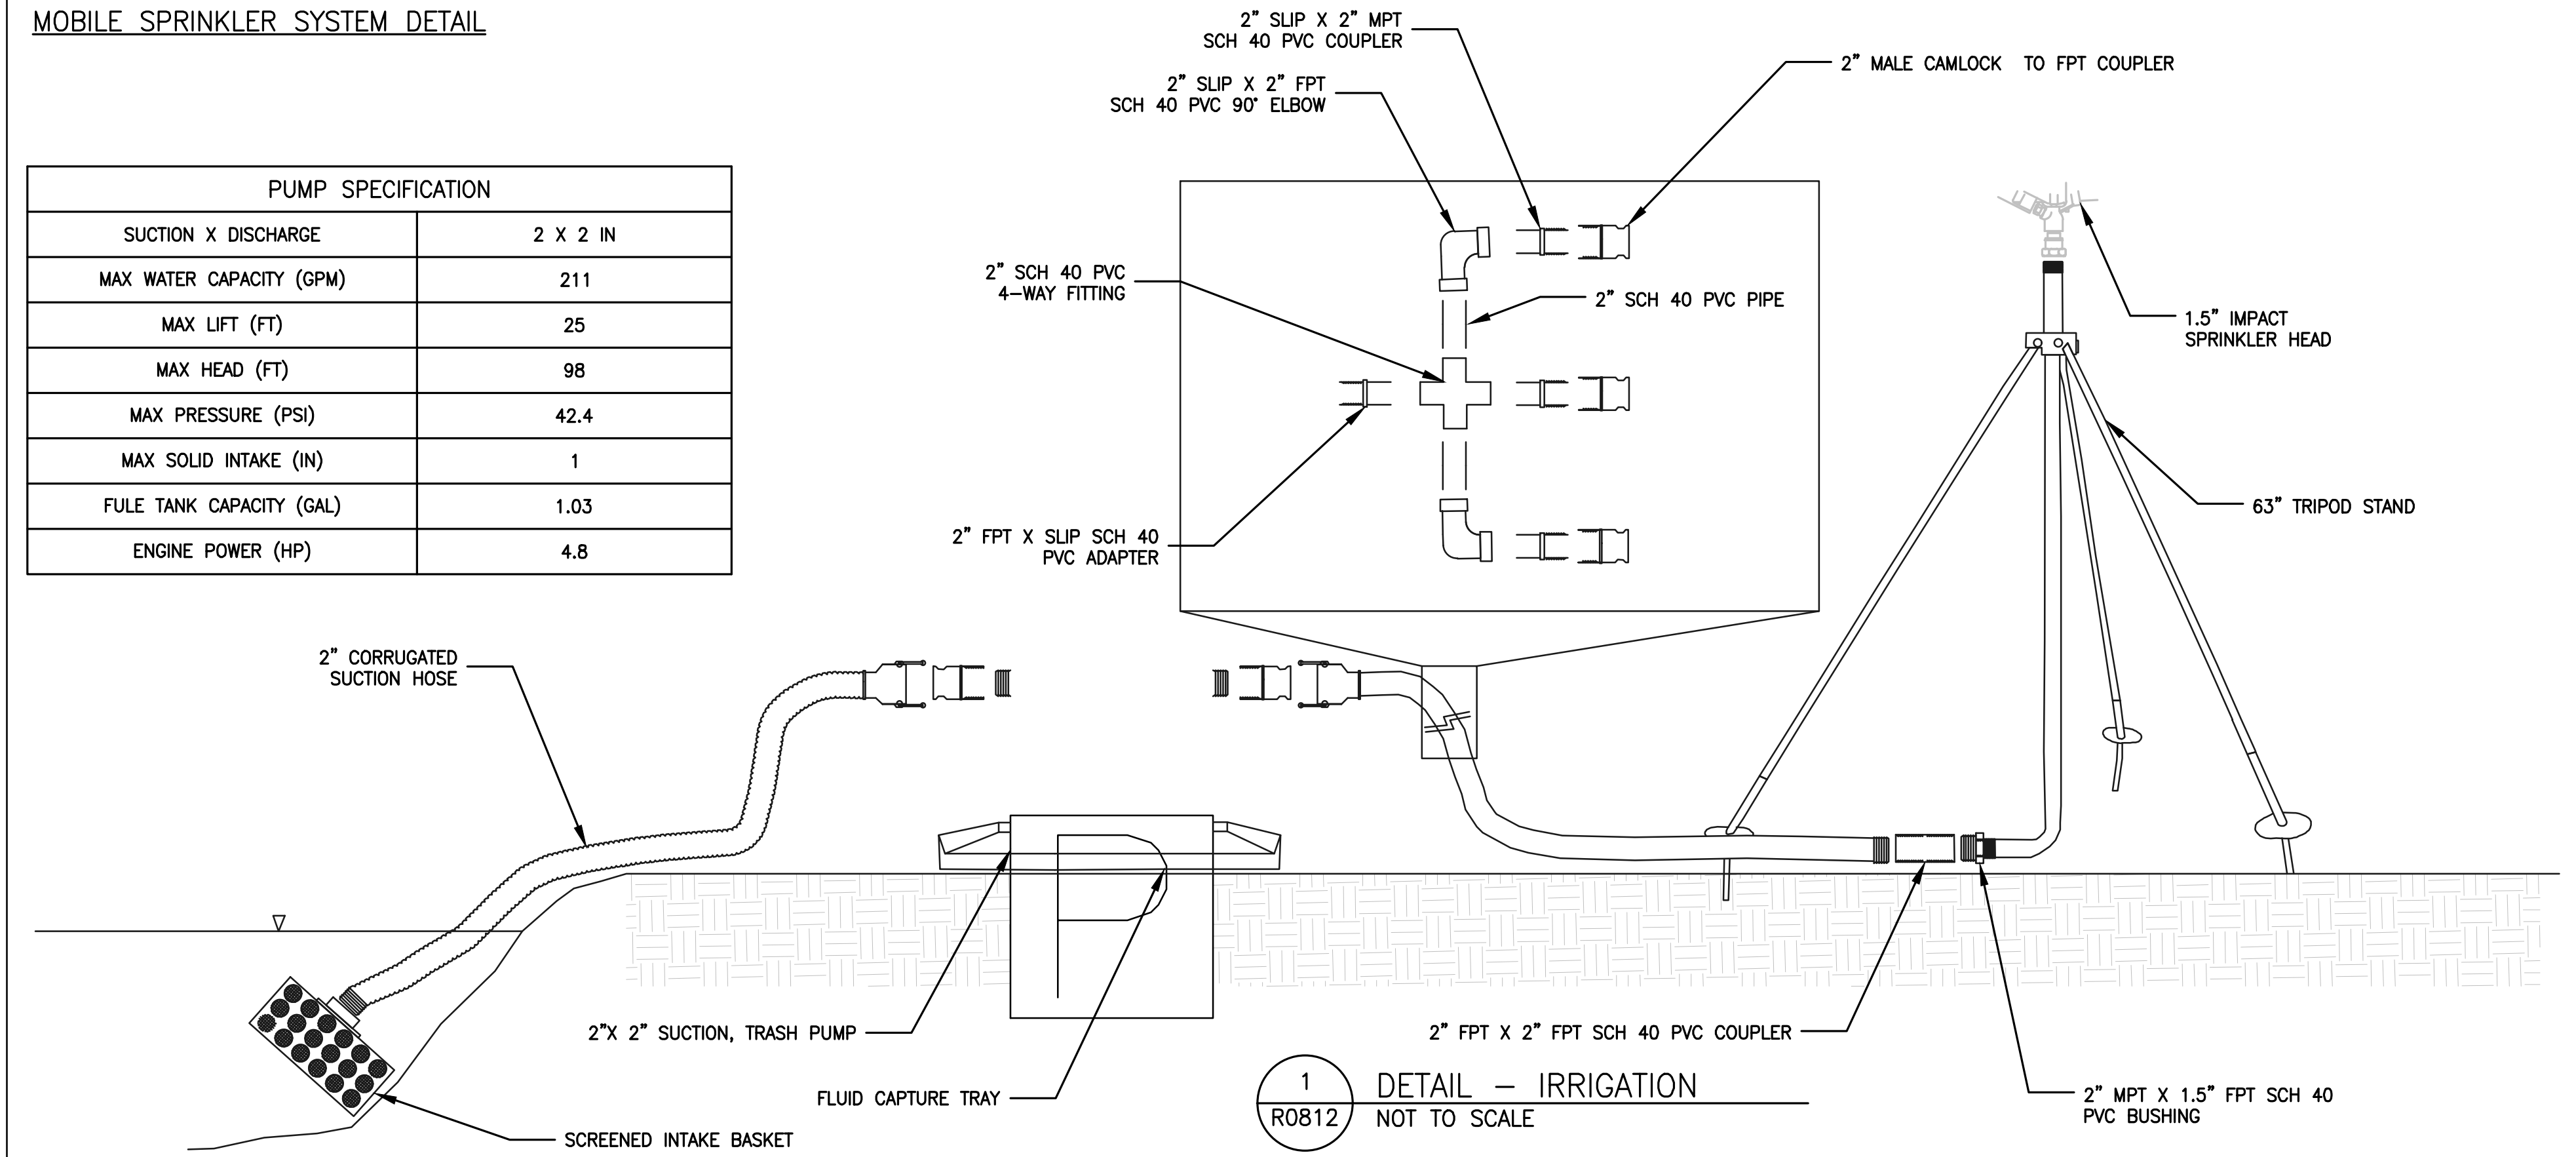 MOBILE SPRINKLER SYSTEM DETAIL
2" SLIP X 2" MPT
SCH 40 PVC COUPLER
2" SLIP X 2" FPT
SCH 40 PVC 90° ELBOW
2" MALE CAMLOCK TO FPT COUPLER
PUMP SPECIFICATION
SUCTION X DISCHARGE 2 X 2 IN
MAX WATER CAPACITY (GPM) 211
MAX LIFT (FT) 25
MAX HEAD (FT) 98
MAX PRESSURE (PSI) 42.4
MAX SOLID INTAKE (IN) 1
FULE TANK CAPACITY (GAL) 1.03
ENGINE POWER (HP) 4.8
2" SCH 40 PVC
4-WAY FITTING
2" SCH 40 PVC PIPE
1.5" IMPACT
SPRINKLER HEAD
2" FPT X SLIP SCH 40
PVC ADAPTER
63" TRIPOD STAND
2" CORRUGATED
SUCTION HOSE
P
2"X 2" SUCTION, TRASH PUMP
FLUID CAPTURE TRAY
SCREENED INTAKE BASKET
2" FPT X 2" FPT SCH 40 PVC COUPLER
2" MPT X 1.5" FPT SCH 40
PVC BUSHING
1 DETAIL - IRRIGATION
R0812 NOT TO SCALE